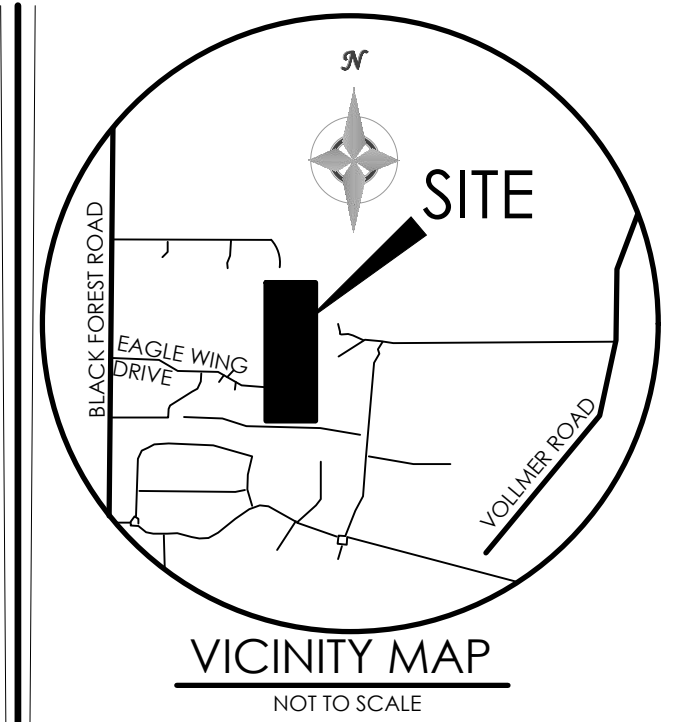 N
SITE
BLACK FOREST ROAD
EAGLE WING
DRIVE
VOLLMER ROAD
VICINITY MAP
NOT TO SCALE